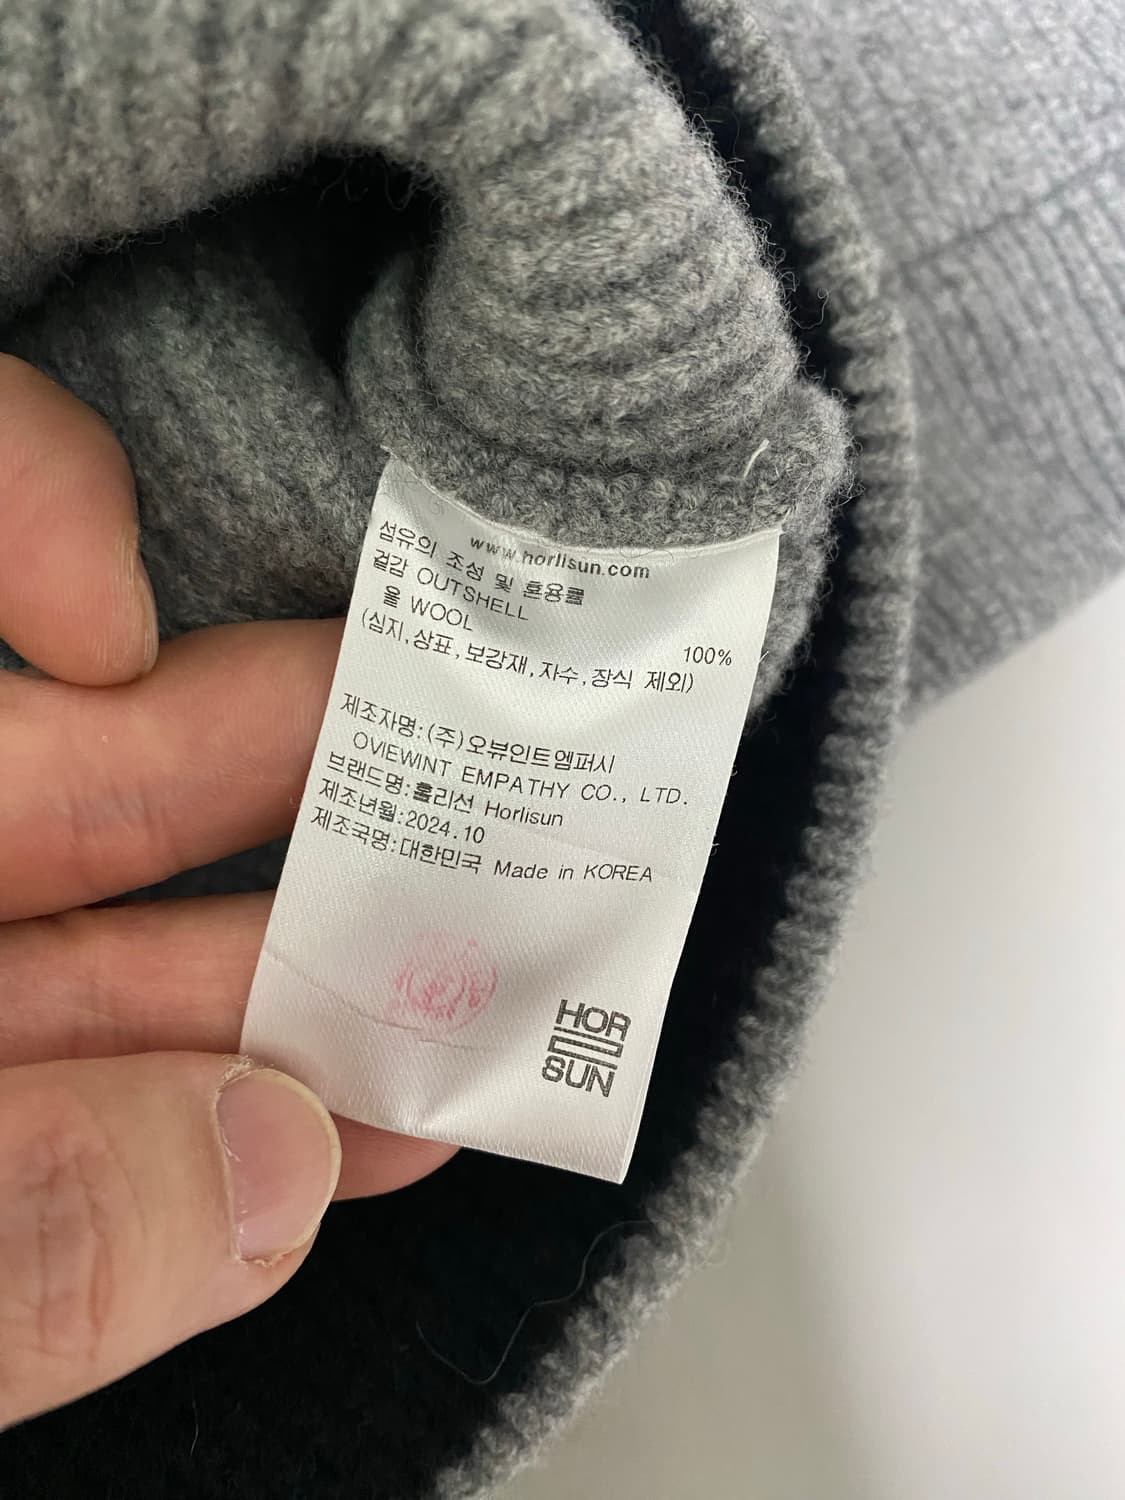 www.horlisun.com
섬유의 조성 및 혼용률
겉감 OUTSHELL
울 WOOL 100%
(심지,상표,보강재,자수,장식 제외)
제조자명:(주)오뷰인트엠퍼시
OVIEWINT EMPATHY CO., LTD.
브랜드명:홀리선 Horlisun
제조년월:2024.10
제조국명:대한민국 Made in KOREA
HOR
SUN